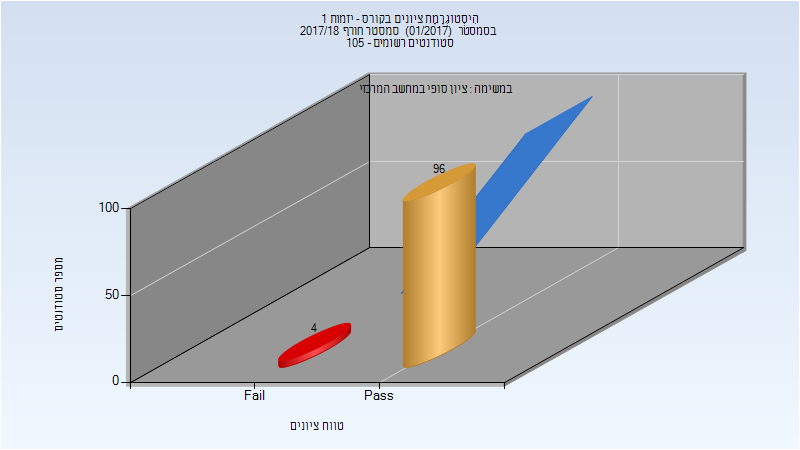 היסטוגרמת ציונים בקורס - יזמות 1
בסמסטר (01/2017) סמסטר חורף 2017/18
סטודנטים רשומים - 105
במשימה : ציון סופי במחשב המרכזי
96
4
100
50
0
מספר סטודנטים
Fail
Pass
טווח ציונים